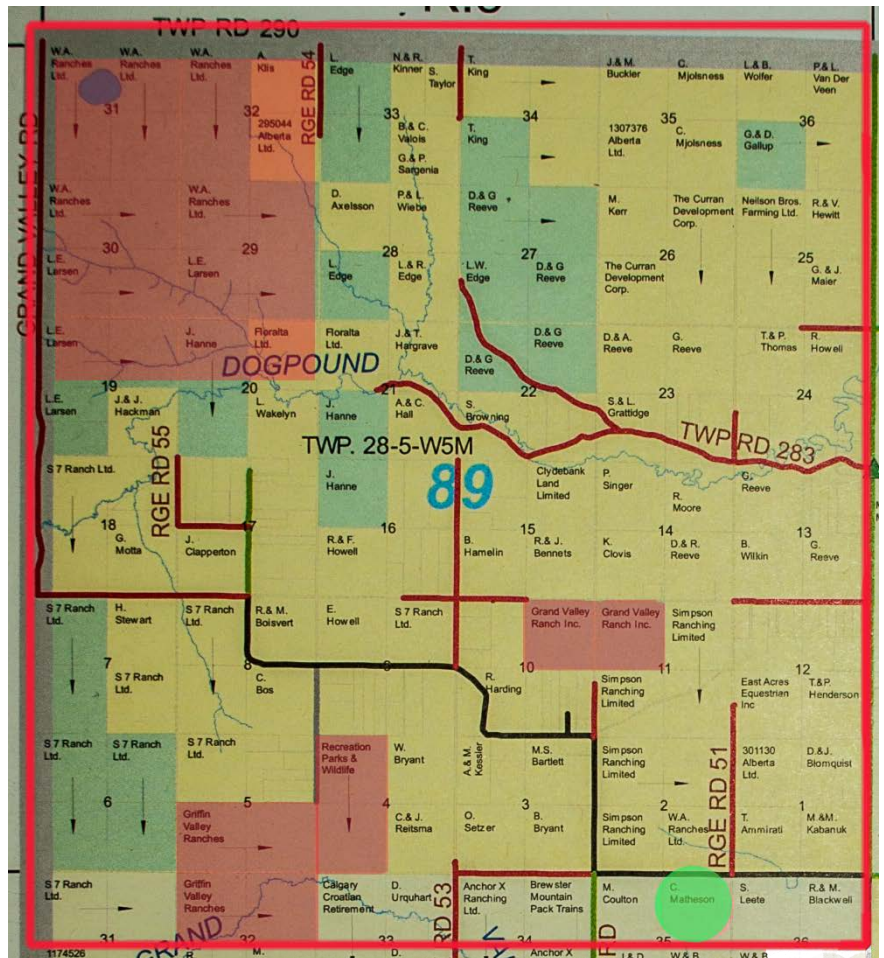 TWP RD 290
W.A. Ranches Ltd.
W.A. Ranches Ltd.
W.A. Ranches Ltd.
A. Klis
RGE RD 54
L. Edge
N.& R. Kinner
S. Taylor
T. King
J.& M. Buckler
C. Mjolsness
L.& B. Wolfer
P.& L. Van Der Veen
31
32
33
34
35
36
295044 Alberta Ltd.
B.& C. Valois
G.& P. Sargenia
T. King
1307376 Alberta Ltd.
C. Mjolsness
G.& D. Gallup
GRAND VALLEY RD
W.A. Ranches Ltd.
W.A. Ranches Ltd.
D. Axelsson
P.& L. Wiebe
D.& G Reeve
M. Kerr
The Curran Development Corp.
Neilson Bros. Farming Ltd.
R.& V. Hewitt
30
29
28
27
26
25
L.E. Larsen
L.E. Larsen
L. Edge
L.& R. Edge
L.W. Edge
D.& G Reeve
The Curran Development Corp.
G. & J. Maier
L.E. Larsen
J. Hanne
Floralta Ltd.
Floralta Ltd.
J.& T. Hargrave
D.& G Reeve
D.& A. Reeve
G. Reeve
T.& P. Thomas
R. Howell
DOGPOUND
D.& G Reeve
19
20
21
22
23
24
L.E. Larsen
J.& J. Hackman
L. Wakelyn
J. Hanne
A.& C. Hall
S. Browning
S.& L. Grattidge
TWP RD 283
RGE RD 55
TWP. 28-5-W5M
89
S 7 Ranch Ltd.
J. Hanne
Clydebank Land Limited
P. Singer
R. Moore
G. Reeve
18
17
16
15
14
13
G. Motta
J. Clapperton
R.& F. Howell
B. Hamelin
R.& J. Bennets
K. Clovis
D.& R. Reeve
B. Wilkin
G. Reeve
S 7 Ranch Ltd.
H. Stewart
S 7 Ranch Ltd.
R.& M. Boisvert
E. Howell
S 7 Ranch Ltd.
Grand Valley Ranch Inc.
Grand Valley Ranch Inc.
Simpson Ranching Limited
7
8
9
10
11
12
S 7 Ranch Ltd.
C. Bos
R. Harding
Simpson Ranching Limited
East Acres Equestrian Inc
T.& P. Henderson
S 7 Ranch Ltd.
S 7 Ranch Ltd.
S 7 Ranch Ltd.
Recreation Parks & Wildlife
W. Bryant
A.& M. Kessler
M.S. Bartlett
Simpson Ranching Limited
RGE RD 51
301130 Alberta Ltd.
D.& J. Blomquist
6
5
4
3
2
1
Griffin Valley Ranches
C.& J. Reitsma
O. Setzer
B. Bryant
Simpson Ranching Limited
W.A. Ranches Ltd.
T. Ammirati
M.&M. Kabanuk
S 7 Ranch Ltd.
Griffin Valley Ranches
Calgary Croatian Retirement
D. Urquhart
RD 53
Anchor X Ranching Ltd.
Brewster Mountain Pack Trains
M. Coulton
C. Matheson
S. Leete
R.& M. Blackwell
31
32
33
35
GRAND
RD
1174526
R
M.
D.
Anchor X
W.& B
W.& B